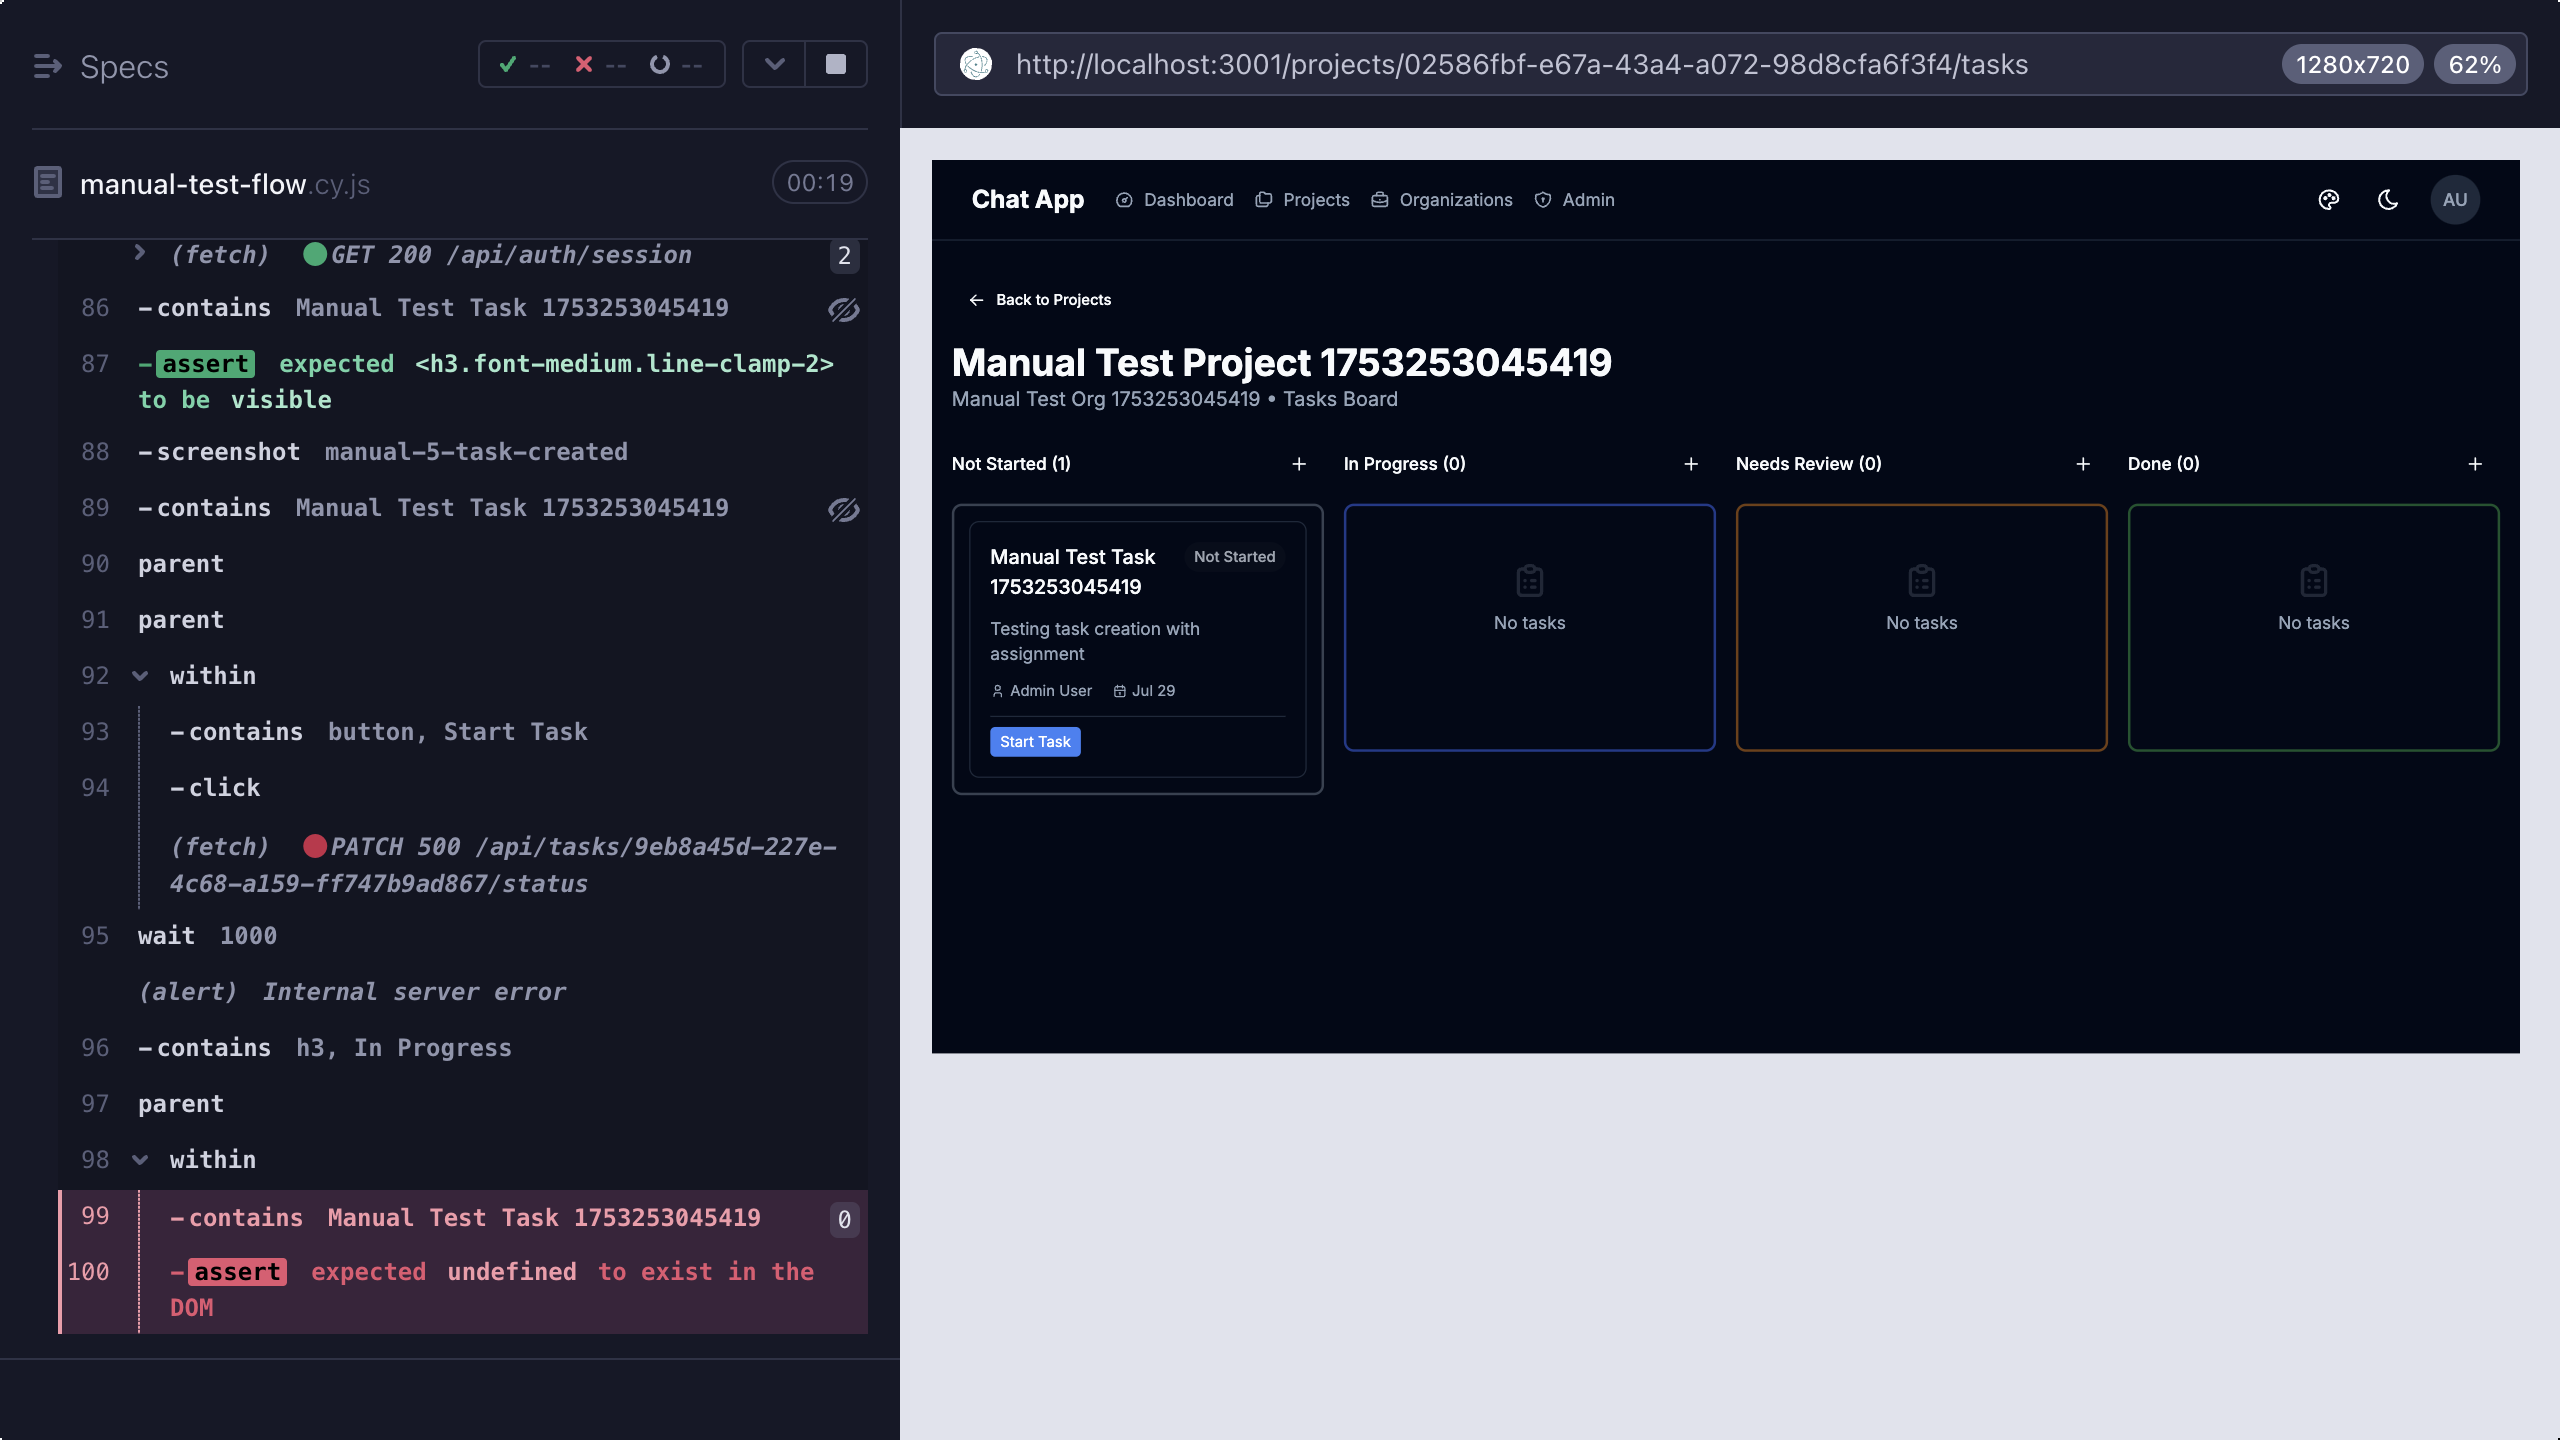 Specs
-- -- --
manual-test-flow.cy.js
00:19
(fetch) GET 200 /api/auth/session 2
86 -contains Manual Test Task 1753253045419
87 -assert expected <h3.font-medium.line-clamp-2>
to be visible
88 -screenshot manual-5-task-created
89 -contains Manual Test Task 1753253045419
90 parent
91 parent
92 within
93 -contains button, Start Task
94 -click
(fetch) PATCH 500 /api/tasks/9eb8a45d-227e-
4c68-a159-ff747b9ad867/status
95 wait 1000
(alert) Internal server error
96 -contains h3, In Progress
97 parent
98 within
99 -contains Manual Test Task 1753253045419 0
100 -assert expected undefined to exist in the
DOM
http://localhost:3001/projects/02586fbf-e67a-43a4-a072-98d8cfa6f3f4/tasks
1280x720 62%
Chat App Dashboard Projects Organizations Admin AU
Back to Projects
Manual Test Project 1753253045419
Manual Test Org 1753253045419 • Tasks Board
Not Started (1)
Manual Test Task
1753253045419
Not Started
Testing task creation with
assignment
Admin User Jul 29
Start Task
In Progress (0)
No tasks
Needs Review (0)
No tasks
Done (0)
No tasks